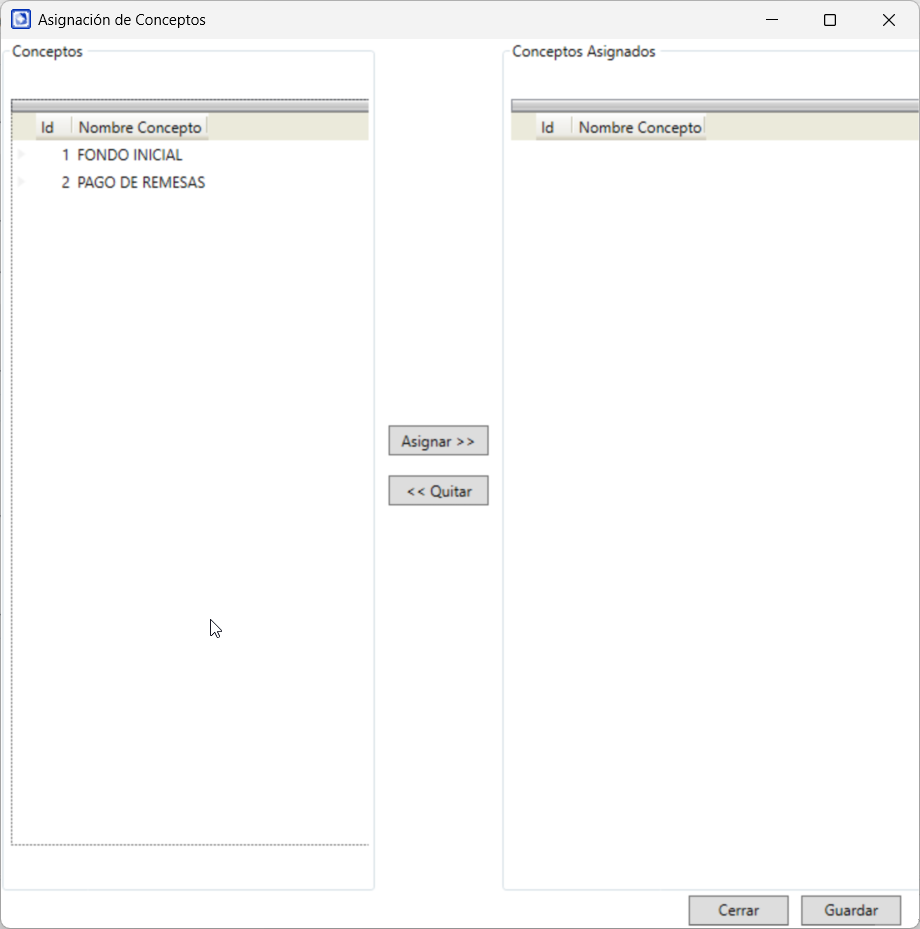 Asignación de Conceptos
Conceptos
Id Nombre Concepto
1 FONDO INICIAL
2 PAGO DE REMESAS
Asignar >>
<< Quitar
Conceptos Asignados
Id Nombre Concepto
Cerrar Guardar